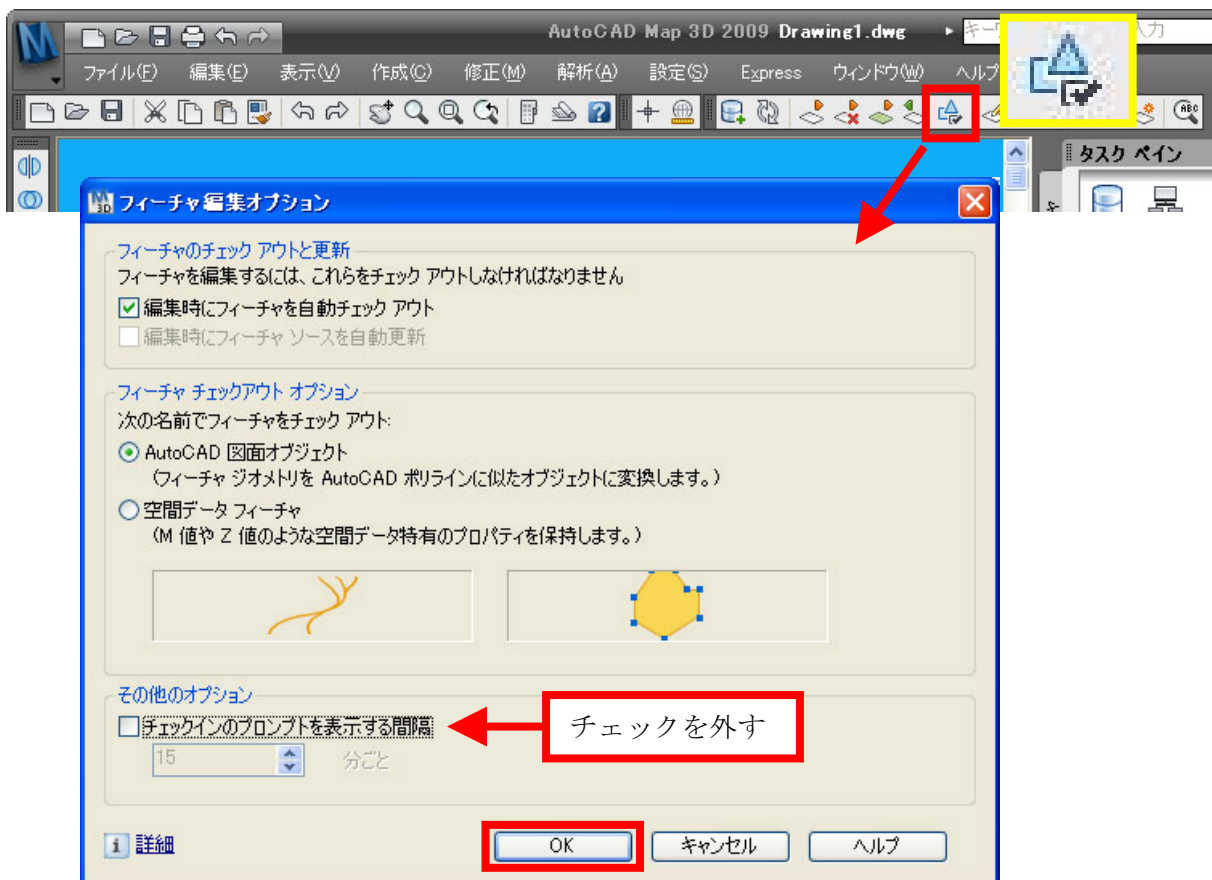 AutoCAD Map 3D 2009 Drawing1.dwg
入力
ファイル(F) 編集(E) 表示(V) 作成(C) 修正(M) 解析(A) 設定(S) Express ウィンドウ(W) ヘルプ
ABC
タスク ペイン
M 3D フィーチャ編集オプション
フィーチャのチェック アウトと更新
フィーチャを編集するには、これらをチェック アウトしなければなりません
編集時にフィーチャを自動チェック アウト
編集時にフィーチャ ソースを自動更新
フィーチャ チェックアウト オプション
次の名前でフィーチャをチェック アウト:
AutoCAD 図面オブジェクト
(フィーチャ ジオメトリを AutoCAD ポリラインに似たオブジェクトに変換します。)
空間データ フィーチャ
(M 値や Z 値のような空間データ特有のプロパティを保持します。)
その他のオプション
チェックインのプロンプトを表示する間隔
チェックを外す
15 分ごと
詳細 OK キャンセル ヘルプ